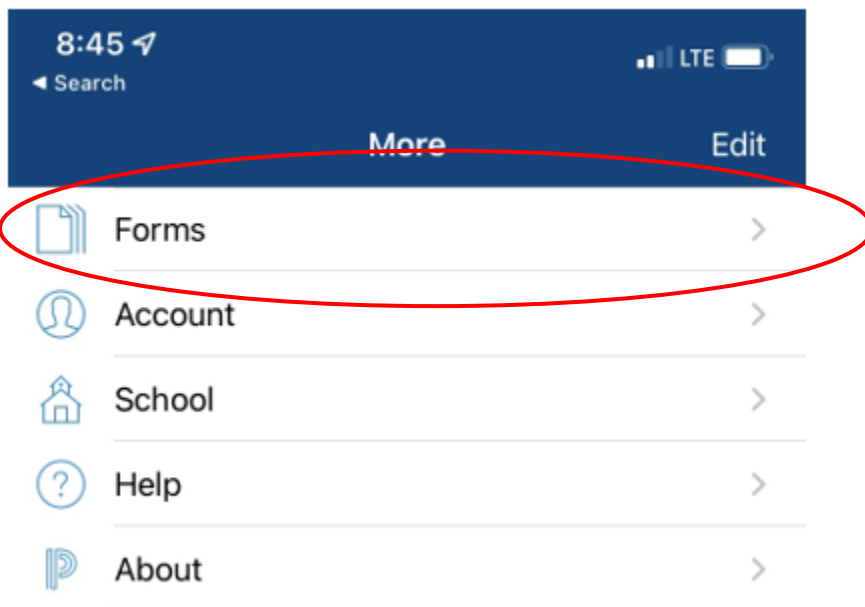 8:45
◀ Search
LTE
More
Edit
Forms
Account
School
Help
About